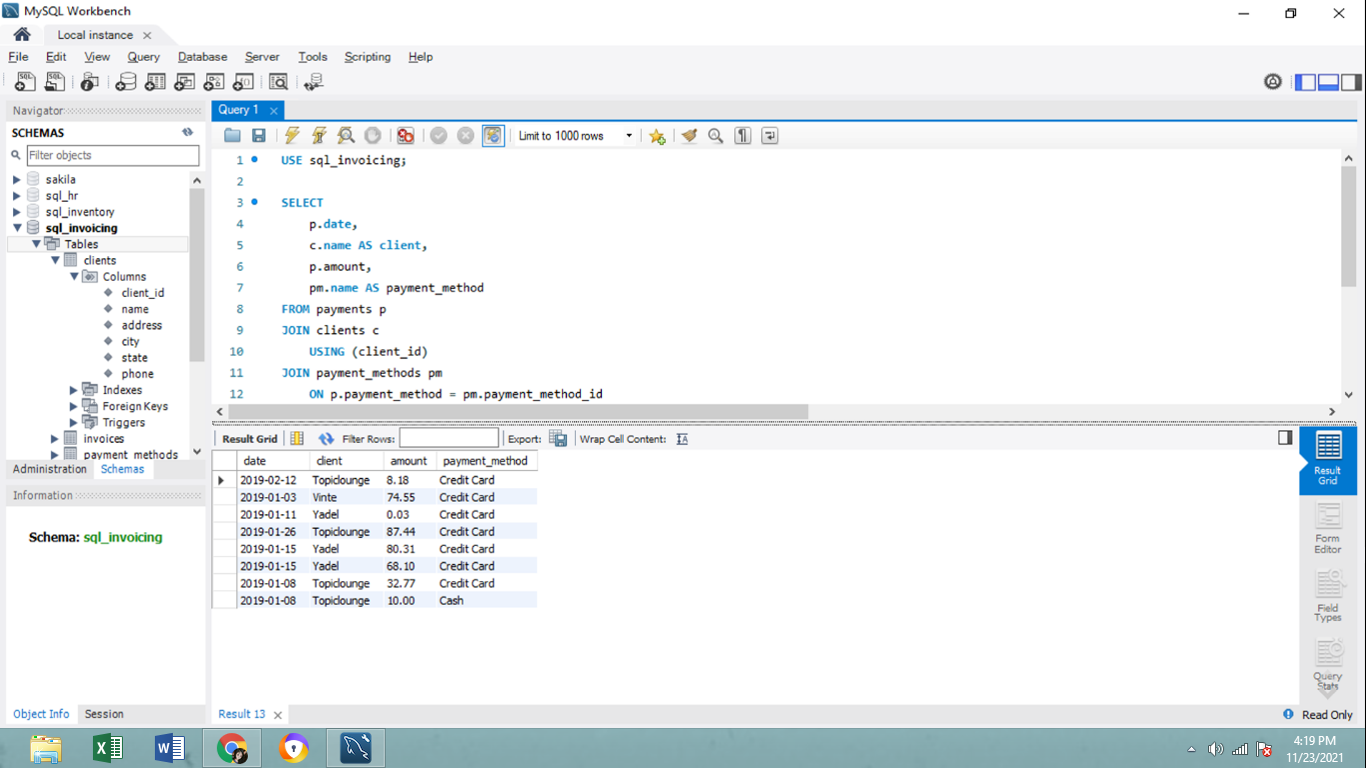 MySQL Workbench
Local instance
File Edit View Query Database Server Tools Scripting Help
Navigator
SCHEMAS
Filter objects
sakila
sql_hr
sql_inventory
sql_invoicing
Tables
clients
Columns
client_id
name
address
city
state
phone
Indexes
Foreign Keys
Triggers
invoices
payment_methods
Administration Schemas
Information
Schema: sql_invoicing
Object Info Session
Query 1
Limit to 1000 rows
1 USE sql_invoicing;
2
3 SELECT
4 p.date,
5 c.name AS client,
6 p.amount,
7 pm.name AS payment_method
8 FROM payments p
9 JOIN clients c
10 USING (client_id)
11 JOIN payment_methods pm
12 ON p.payment_method = pm.payment_method_id
Result Grid Filter Rows: Export: Wrap Cell Content:
date client amount payment_method
2019-02-12 Topiclounge 8.18 Credit Card
2019-01-03 Vinte 74.55 Credit Card
2019-01-11 Yadel 0.03 Credit Card
2019-01-26 Topiclounge 87.44 Credit Card
2019-01-15 Yadel 80.31 Credit Card
2019-01-15 Yadel 68.10 Credit Card
2019-01-08 Topiclounge 32.77 Credit Card
2019-01-08 Topiclounge 10.00 Cash
Result
Grid
Form
Editor
Field
Types
Query
Stats
Result 13
Read Only
4:19 PM
11/23/2021